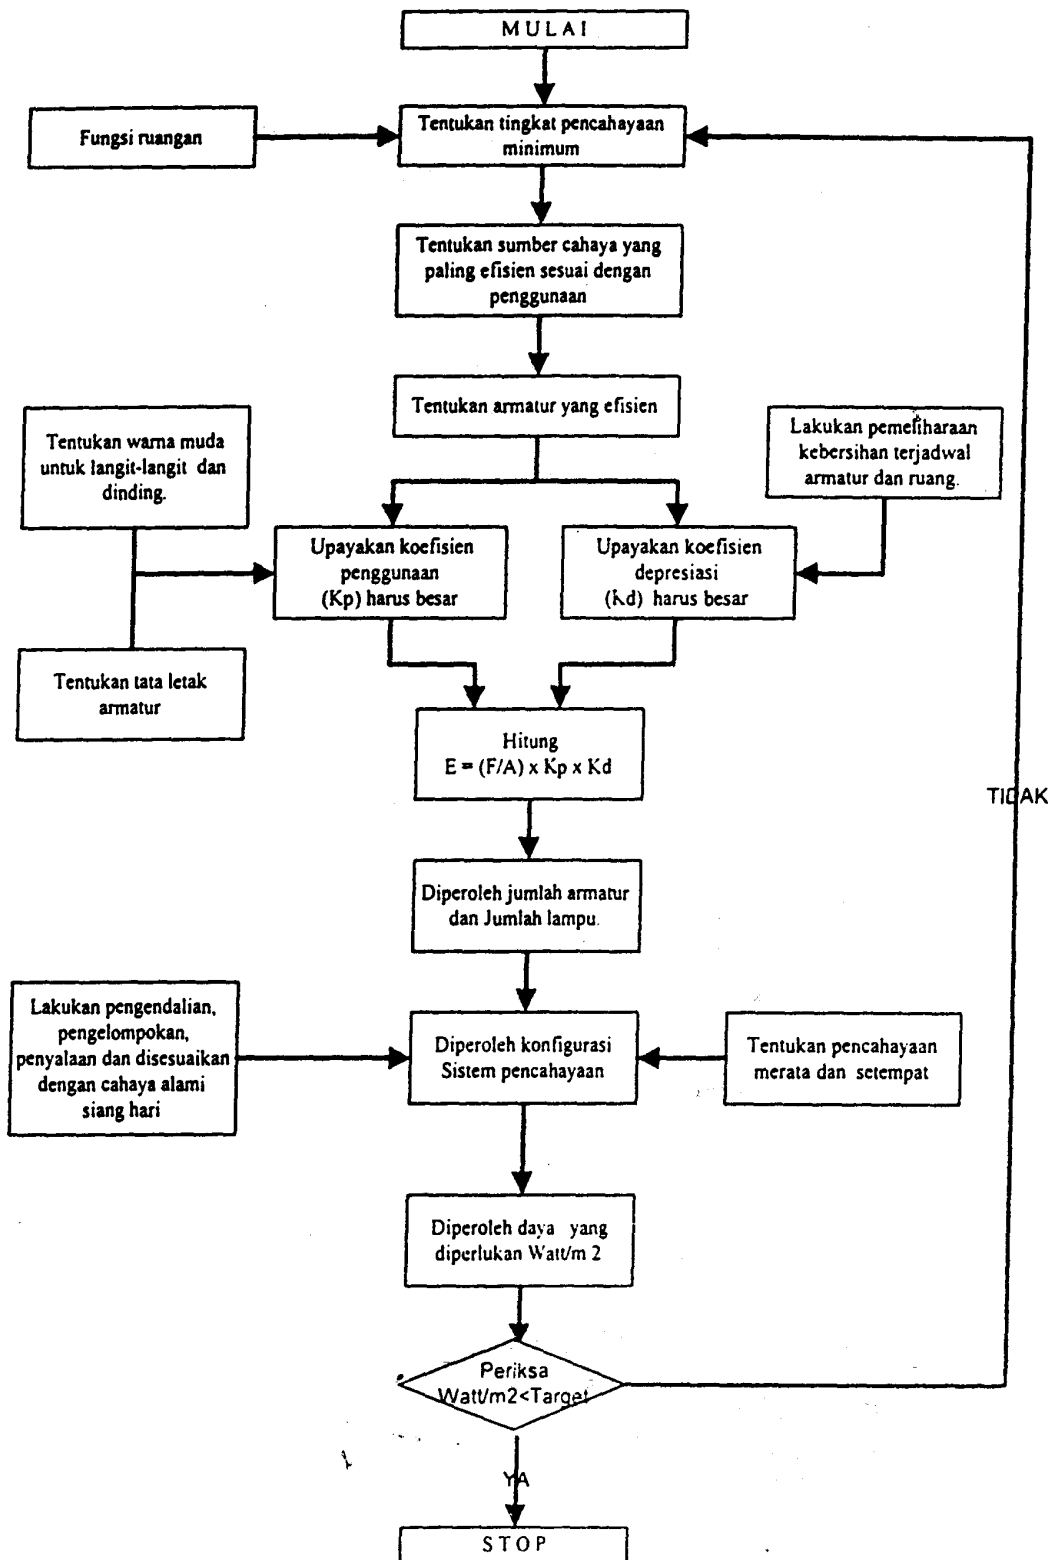 M U L A I
Fungsi ruangan
Tentukan tingkat pencahayaan
minimum
Tentukan sumber cahaya yang
paling efisien sesuai dengan
penggunaan
Tentukan armatur yang efisien
Tentukan warna muda
untuk langit-langit dan
dinding.
Lakukan pemeliharaan
kebersihan terjadwal
armatur dan ruang.
Upayakan koefisien
penggunaan
(Kp) harus besar
Upayakan koefisien
depresiasi
(Kd) harus besar
Tentukan tata letak
armatur
Hitung
E = (F/A) x Kp x Kd
TIDAK
Diperoleh jumlah armatur
dan Jumlah lampu.
Lakukan pengendalian,
pengelompokan,
penyalaan dan disesuaikan
dengan cahaya alami
siang hari
Diperoleh konfigurasi
Sistem pencahayaan
Tentukan pencahayaan
merata dan setempat
Diperoleh daya yang
diperlukan Watt/m 2
Periksa
Watt/m2<Target
YA
S T O P